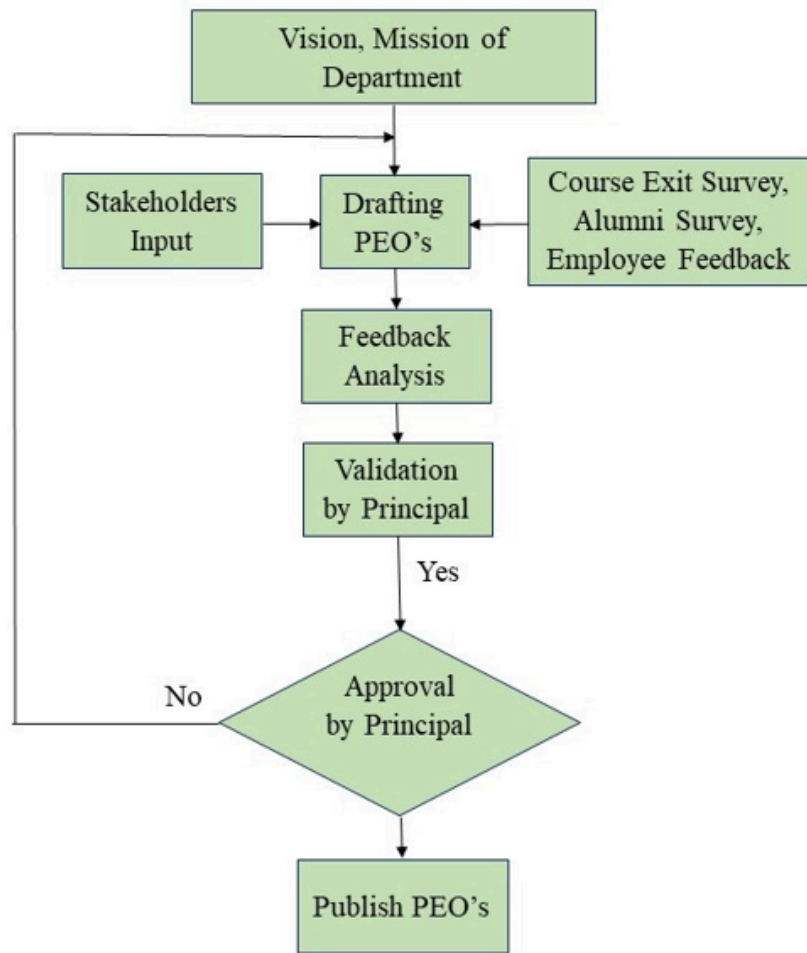 Vision, Mission of
Department
Stakeholders
Input
Drafting
PEO’s
Course Exit Survey,
Alumni Survey,
Employee Feedback
Feedback
Analysis
Validation
by Principal
Yes
No
Approval
by Principal
Publish PEO’s